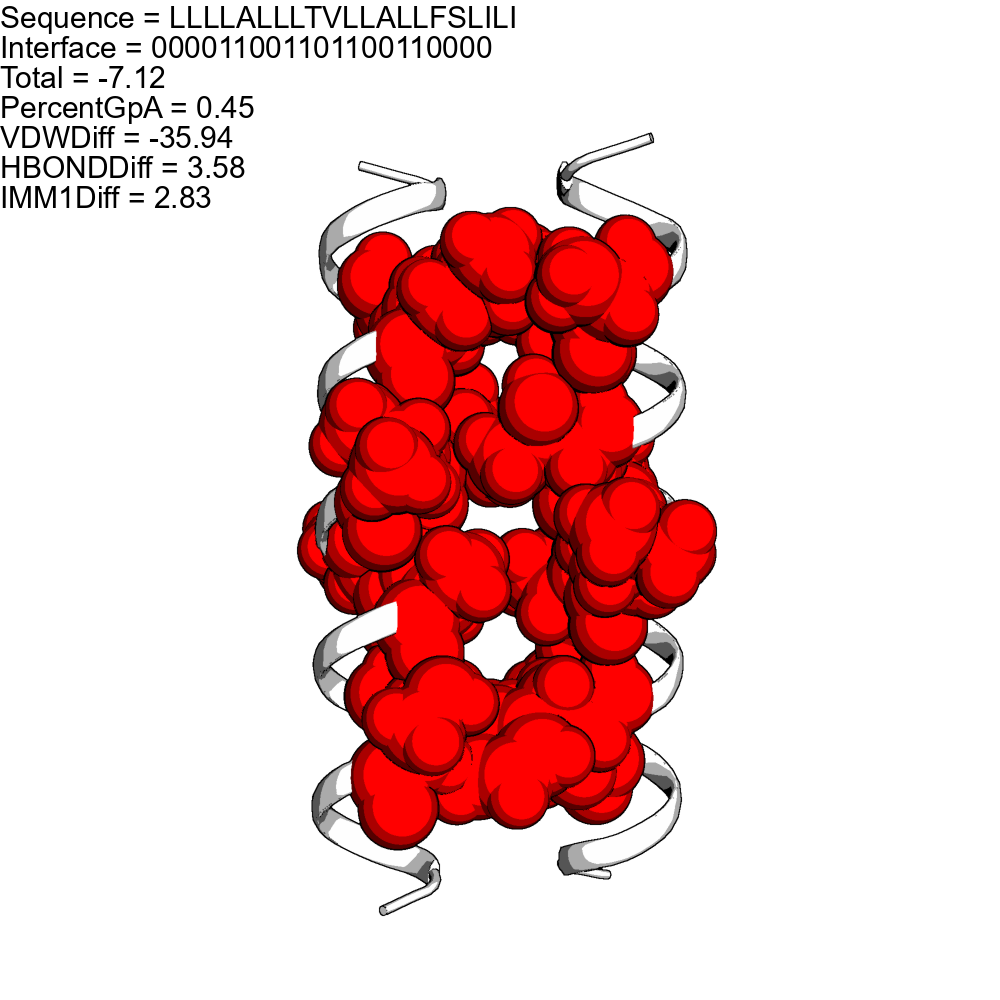 Sequence = LLLLALLLTVLLALLFSLILI
Interface = 000011001101100110000
Total = -7.12
PercentGpA = 0.45
VDWDiff = -35.94
HBONDDiff = 3.58
IMM1Diff = 2.83